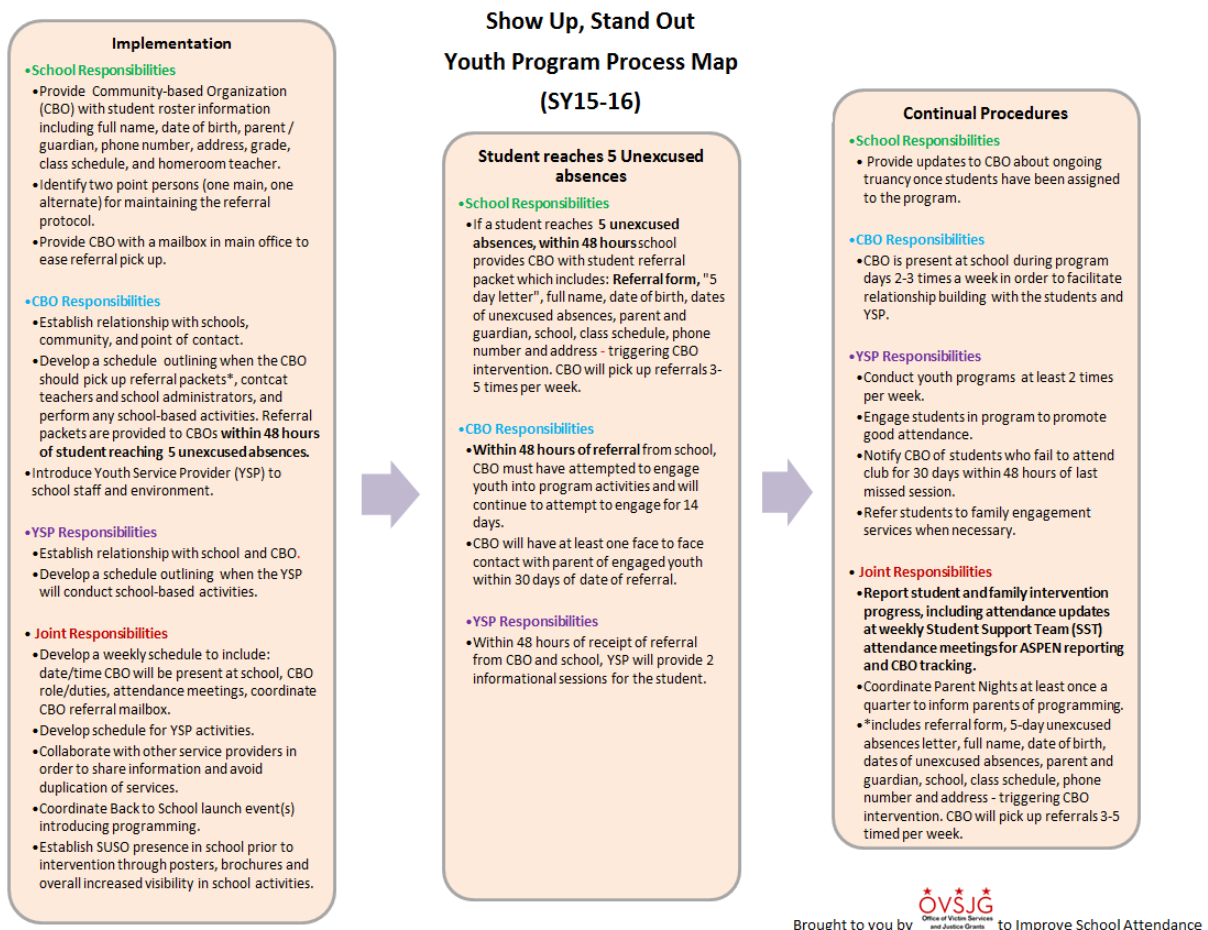 Show Up, Stand Out
Youth Program Process Map
(SY15-16)
Implementation
•School Responsibilities
•Provide Community-based Organization
(CBO) with student roster information
including full name, date of birth, parent /
guardian, phone number, address, grade,
class schedule, and homeroom teacher.
•Identify two point persons (one main, one
alternate) for maintaining the referral
protocol.
•Provide CBO with a mailbox in main office to
ease referral pick up.
•CBO Responsibilities
•Establish relationship with schools,
community, and point of contact.
•Develop a schedule outlining when the CBO
should pick up referral packets*, contcat
teachers and school administrators, and
perform any school-based activities. Referral
packets are provided to CBOs within 48 hours
of student reaching 5 unexcused absences.
•Introduce Youth Service Provider (YSP) to
school staff and environment.
•YSP Responsibilities
•Establish relationship with school and CBO.
•Develop a schedule outlining when the YSP
will conduct school-based activities.
• Joint Responsibilities
•Develop a weekly schedule to include:
date/time CBO will be present at school, CBO
role/duties, attendance meetings, coordinate
CBO referral mailbox.
•Develop schedule for YSP activities.
•Collaborate with other service providers in
order to share information and avoid
duplication of services.
•Coordinate Back to School launch event(s)
introducing programming.
•Establish SUSO presence in school prior to
intervention through posters, brochures and
overall increased visibility in school activities.
Student reaches 5 Unexcused
absences
•School Responsibilities
•If a student reaches 5 unexcused
absences, within 48 hours school
provides CBO with student referral
packet which includes: Referral form, "5
day letter", full name, date of birth, dates
of unexcused absences, parent and
guardian, school, class schedule, phone
number and address - triggering CBO
intervention. CBO will pick up referrals 3-
5 times per week.
•CBO Responsibilities
•Within 48 hours of referral from school,
CBO must have attempted to engage
youth into program activities and will
continue to attempt to engage for 14
days.
•CBO will have at least one face to face
contact with parent of engaged youth
within 30 days of date of referral.
•YSP Responsibilities
•Within 48 hours of receipt of referral
from CBO and school, YSP will provide 2
informational sessions for the student.
Continual Procedures
•School Responsibilities
• Provide updates to CBO about ongoing
truancy once students have been assigned
to the program.
•CBO Responsibilities
•CBO is present at school during program
days 2-3 times a week in order to facilitate
relationship building with the students and
YSP.
•YSP Responsibilities
•Conduct youth programs at least 2 times
per week.
•Engage students in program to promote
good attendance.
•Notify CBO of students who fail to attend
club for 30 days within 48 hours of last
missed session.
•Refer students to family engagement
services when necessary.
• Joint Responsibilities
•Report student and family intervention
progress, including attendance updates
at weekly Student Support Team (SST)
attendance meetings for ASPEN reporting
and CBO tracking.
•Coordinate Parent Nights at least once a
quarter to inform parents of programming.
•*includes referral form, 5-day unexcused
absences letter, full name, date of birth,
dates of unexcused absences, parent and
guardian, school, class schedule, phone
number and address - triggering CBO
intervention. CBO will pick up referrals 3-5
timed per week.
OVSJG
Office of Victim Services
and Justice Grants
Brought to you by to Improve School Attendance